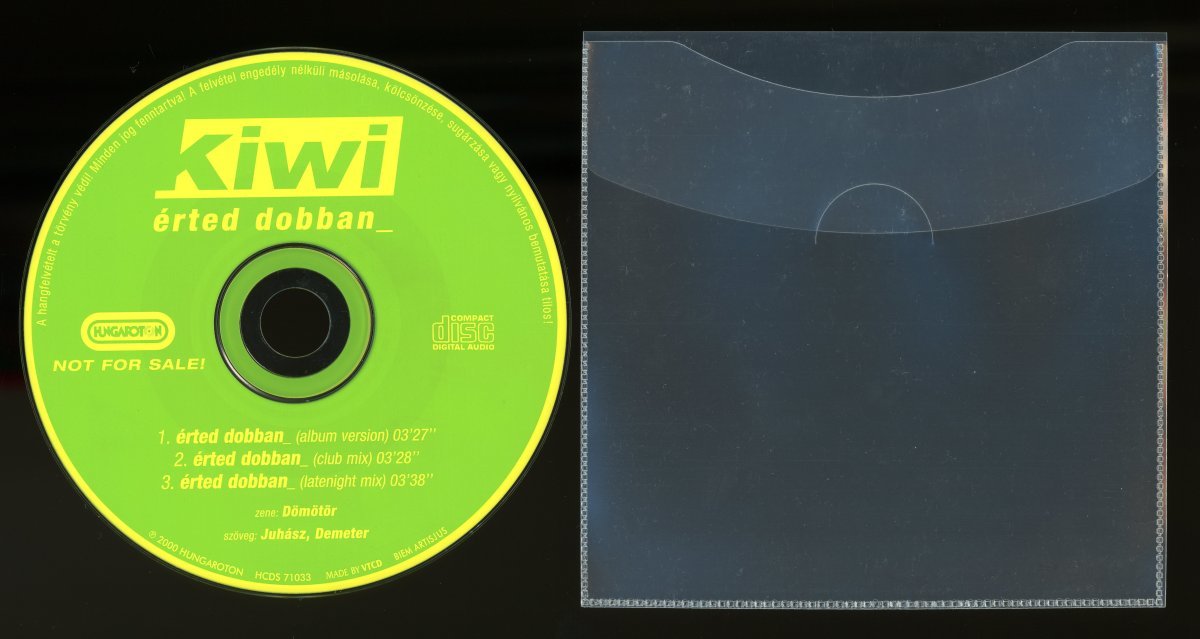 A hangfelvételt a törvény védi! Minden jog fenntartva! A felvétel engedély nélküli másolása, kölcsönzése, sugárzása vagy nyilvános bemutatása tilos!
Kiwi
érted dobban_
HUNGAROTON
NOT FOR SALE!
COMPACT
disc
DIGITAL AUDIO
1. érted dobban_ (album version) 03'27''
2. érted dobban_ (club mix) 03'28''
3. érted dobban_ (latenight mix) 03'38''
zene: Dömötör
szöveg: Juhász, Demeter
℗ 2000 HUNGAROTON HCDS 71033 MADE BY VTCD BIEM ARTISJUS